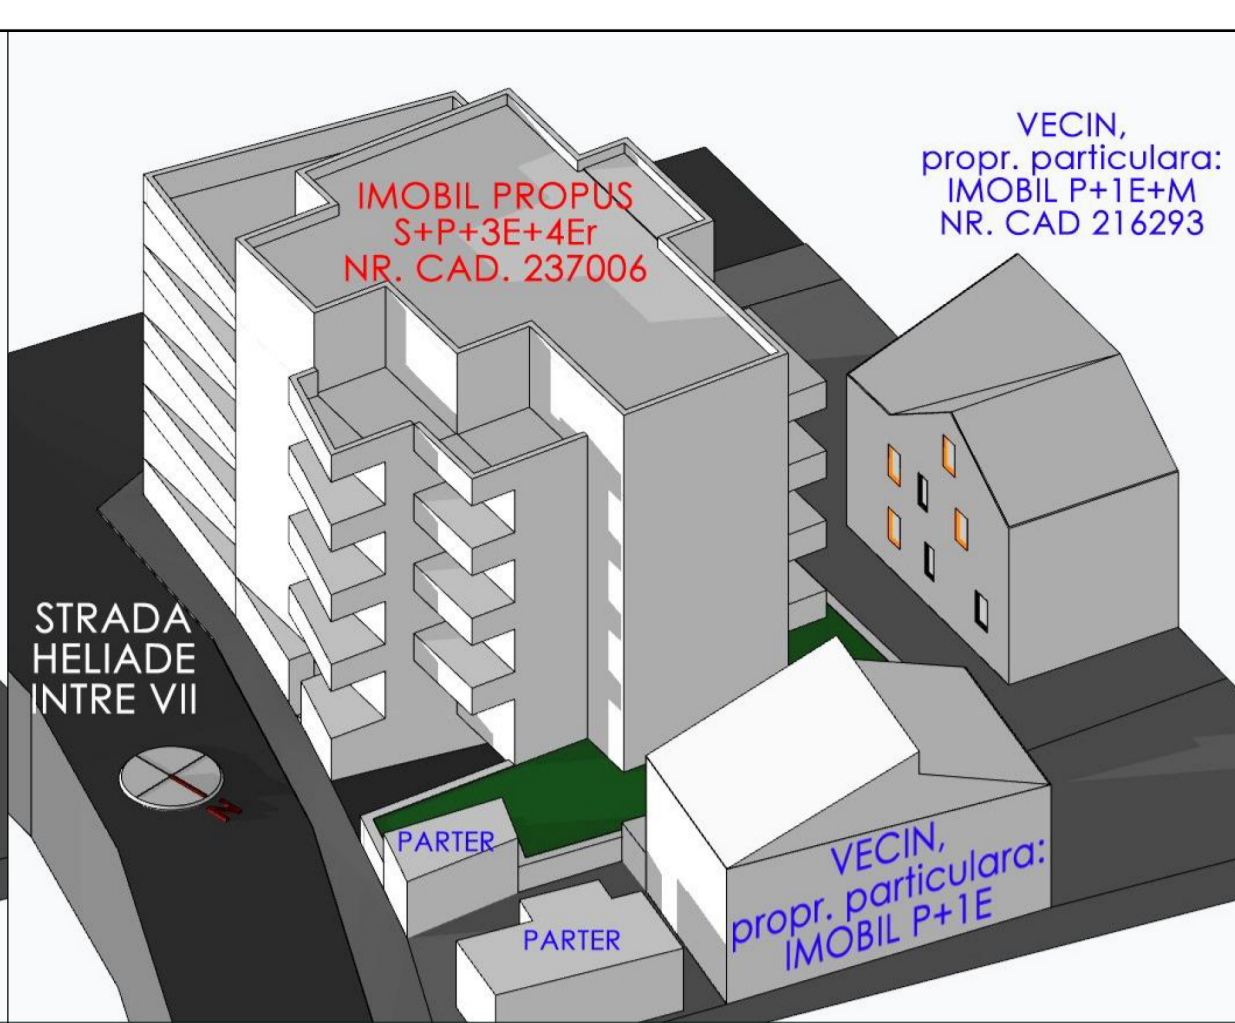 VECIN,
propr. particulara:
IMOBIL P+1E+M
NR. CAD 216293
IMOBIL PROPUS
S+P+3E+4Er
NR. CAD. 237006
STRADA
HELIADE
INTRE VII
N
PARTER
PARTER
VECIN,
propr. particulara:
IMOBIL P+1E